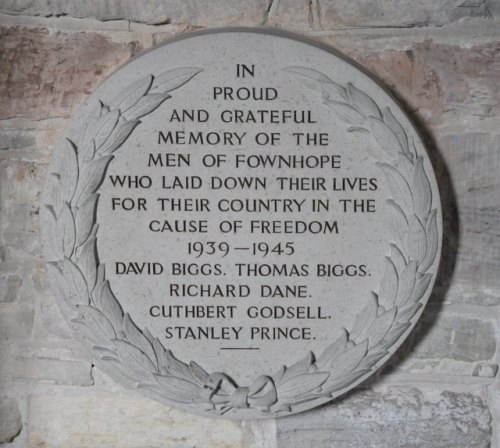 IN
PROUD
AND GRATEFUL
MEMORY OF THE
MEN OF FOWNHOPE
WHO LAID DOWN THEIR LIVES
FOR THEIR COUNTRY IN THE
CAUSE OF FREEDOM
1939—1945
DAVID BIGGS. THOMAS BIGGS.
RICHARD DANE.
CUTHBERT GODSELL.
STANLEY PRINCE.